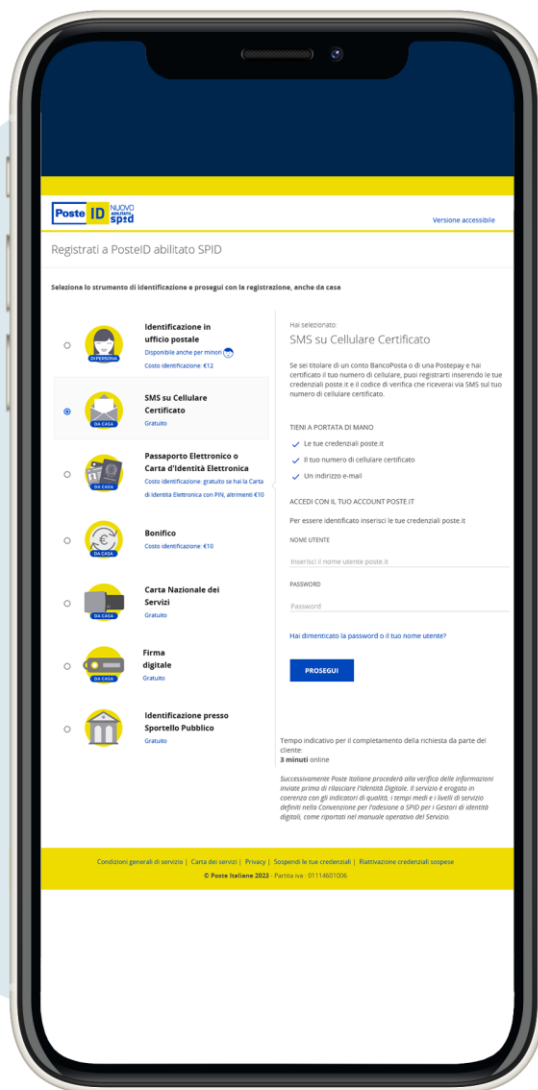 Poste ID NUOVO
ABILITATO
spid
Versione accessibile
Registrati a PosteID abilitato SPID
Seleziona lo strumento di identificazione e prosegui con la registrazione, anche da casa
DI PERSONA
Identificazione in
ufficio postale
Disponibile anche per minori
Costo identificazione: €12
DA CASA
SMS su Cellulare
Certificato
Gratuito
DA CASA
Passaporto Elettronico o
Carta d'Identità Elettronica
Costo identificazione: gratuito se hai la Carta
di Identità Elettronica con PIN, altrimenti €10
DA CASA
Bonifico
Costo identificazione: €10
DA CASA
Carta Nazionale dei
Servizi
Gratuito
DA CASA
Firma
digitale
Gratuito
Identificazione presso
Sportello Pubblico
Gratuito
Hai selezionato:
SMS su Cellulare Certificato
Se sei titolare di un conto BancoPosta o di una Postepay e hai
certificato il tuo numero di cellulare, puoi registrarti inserendo le tue
credenziali poste.it e il codice di verifica che riceverai via SMS sul tuo
numero di cellulare certificato.
TIENI A PORTATA DI MANO
Le tue credenziali poste.it
Il tuo numero di cellulare certificato
Un indirizzo e-mail
ACCEDI CON IL TUO ACCOUNT POSTE.IT
Per essere identificato inserisci le tue credenziali poste.it
NOME UTENTE
Inserisci il nome utente poste.it
PASSWORD
Password
Hai dimenticato la password o il tuo nome utente?
PROSEGUI
Tempo indicativo per il completamento della richiesta da parte del
cliente:
3 minuti online
Successivamente Poste Italiane procederà alla verifica delle informazioni
inviate prima di rilasciare l'Identità Digitale. Il servizio è erogato in
coerenza con gli indicatori di qualità, i tempi medi e i livelli di servizio
definiti nella Convenzione per l'adesione a SPID per i Gestori di identità
digitali, come riportati nel manuale operativo del Servizio.
Condizioni generali di servizio | Carta dei servizi | Privacy | Sospendi le tue credenziali | Riattivazione credenziali sospese
© Poste Italiane 2023 - Partita iva : 01114601006